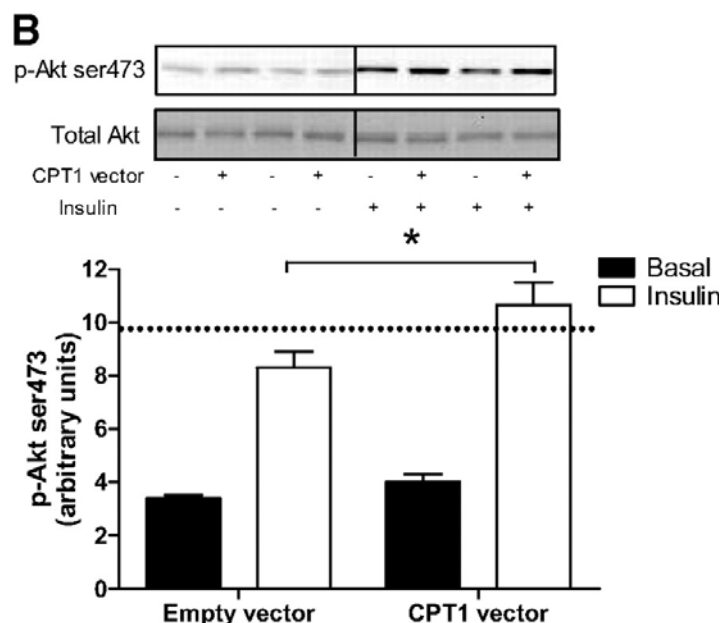 B
p-Akt ser473
Total Akt
CPT1 vector - + - + - + - +
Insulin - - - - + + + +
*
Basal
Insulin
12
10
8
6
4
2
0
p-Akt ser473
(arbitrary units)
Empty vector CPT1 vector